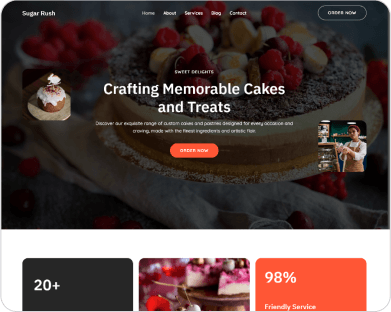 Sugar Rush
Home About Services Blog Contact
ORDER NOW
SWEET DELIGHTS
Crafting Memorable Cakes
and Treats
Discover our exquisite range of custom cakes and pastries designed for every occasion and
craving, made with the finest ingredients and artistic flair.
ORDER NOW
20+
98%
Friendly Service